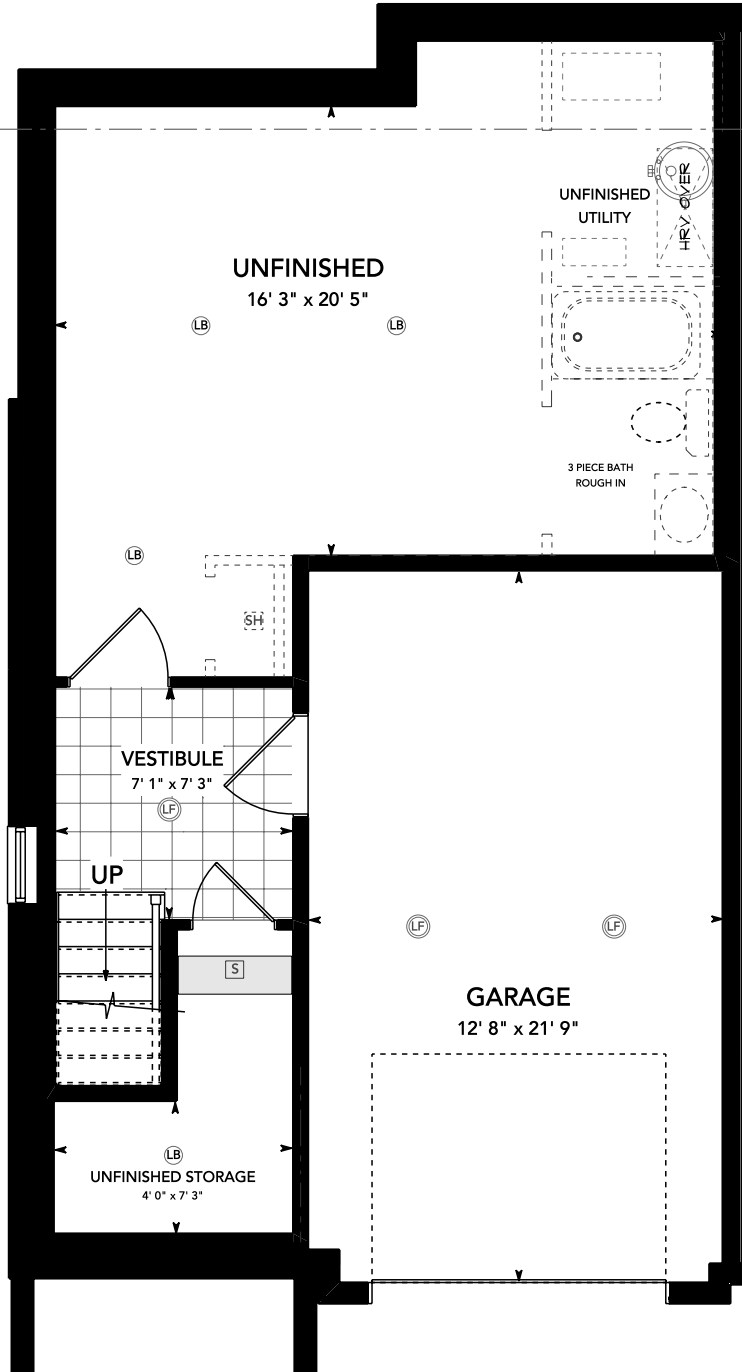 UNFINISHED
UTILITY
HRV OVER
UNFINISHED
16' 3" x 20' 5"
LB
LB
3 PIECE BATH
ROUGH IN
LB
SH
VESTIBULE
7' 1" x 7' 3"
LF
UP
LF
LF
S
GARAGE
12' 8" x 21' 9"
LB
UNFINISHED STORAGE
4' 0" x 7' 3"